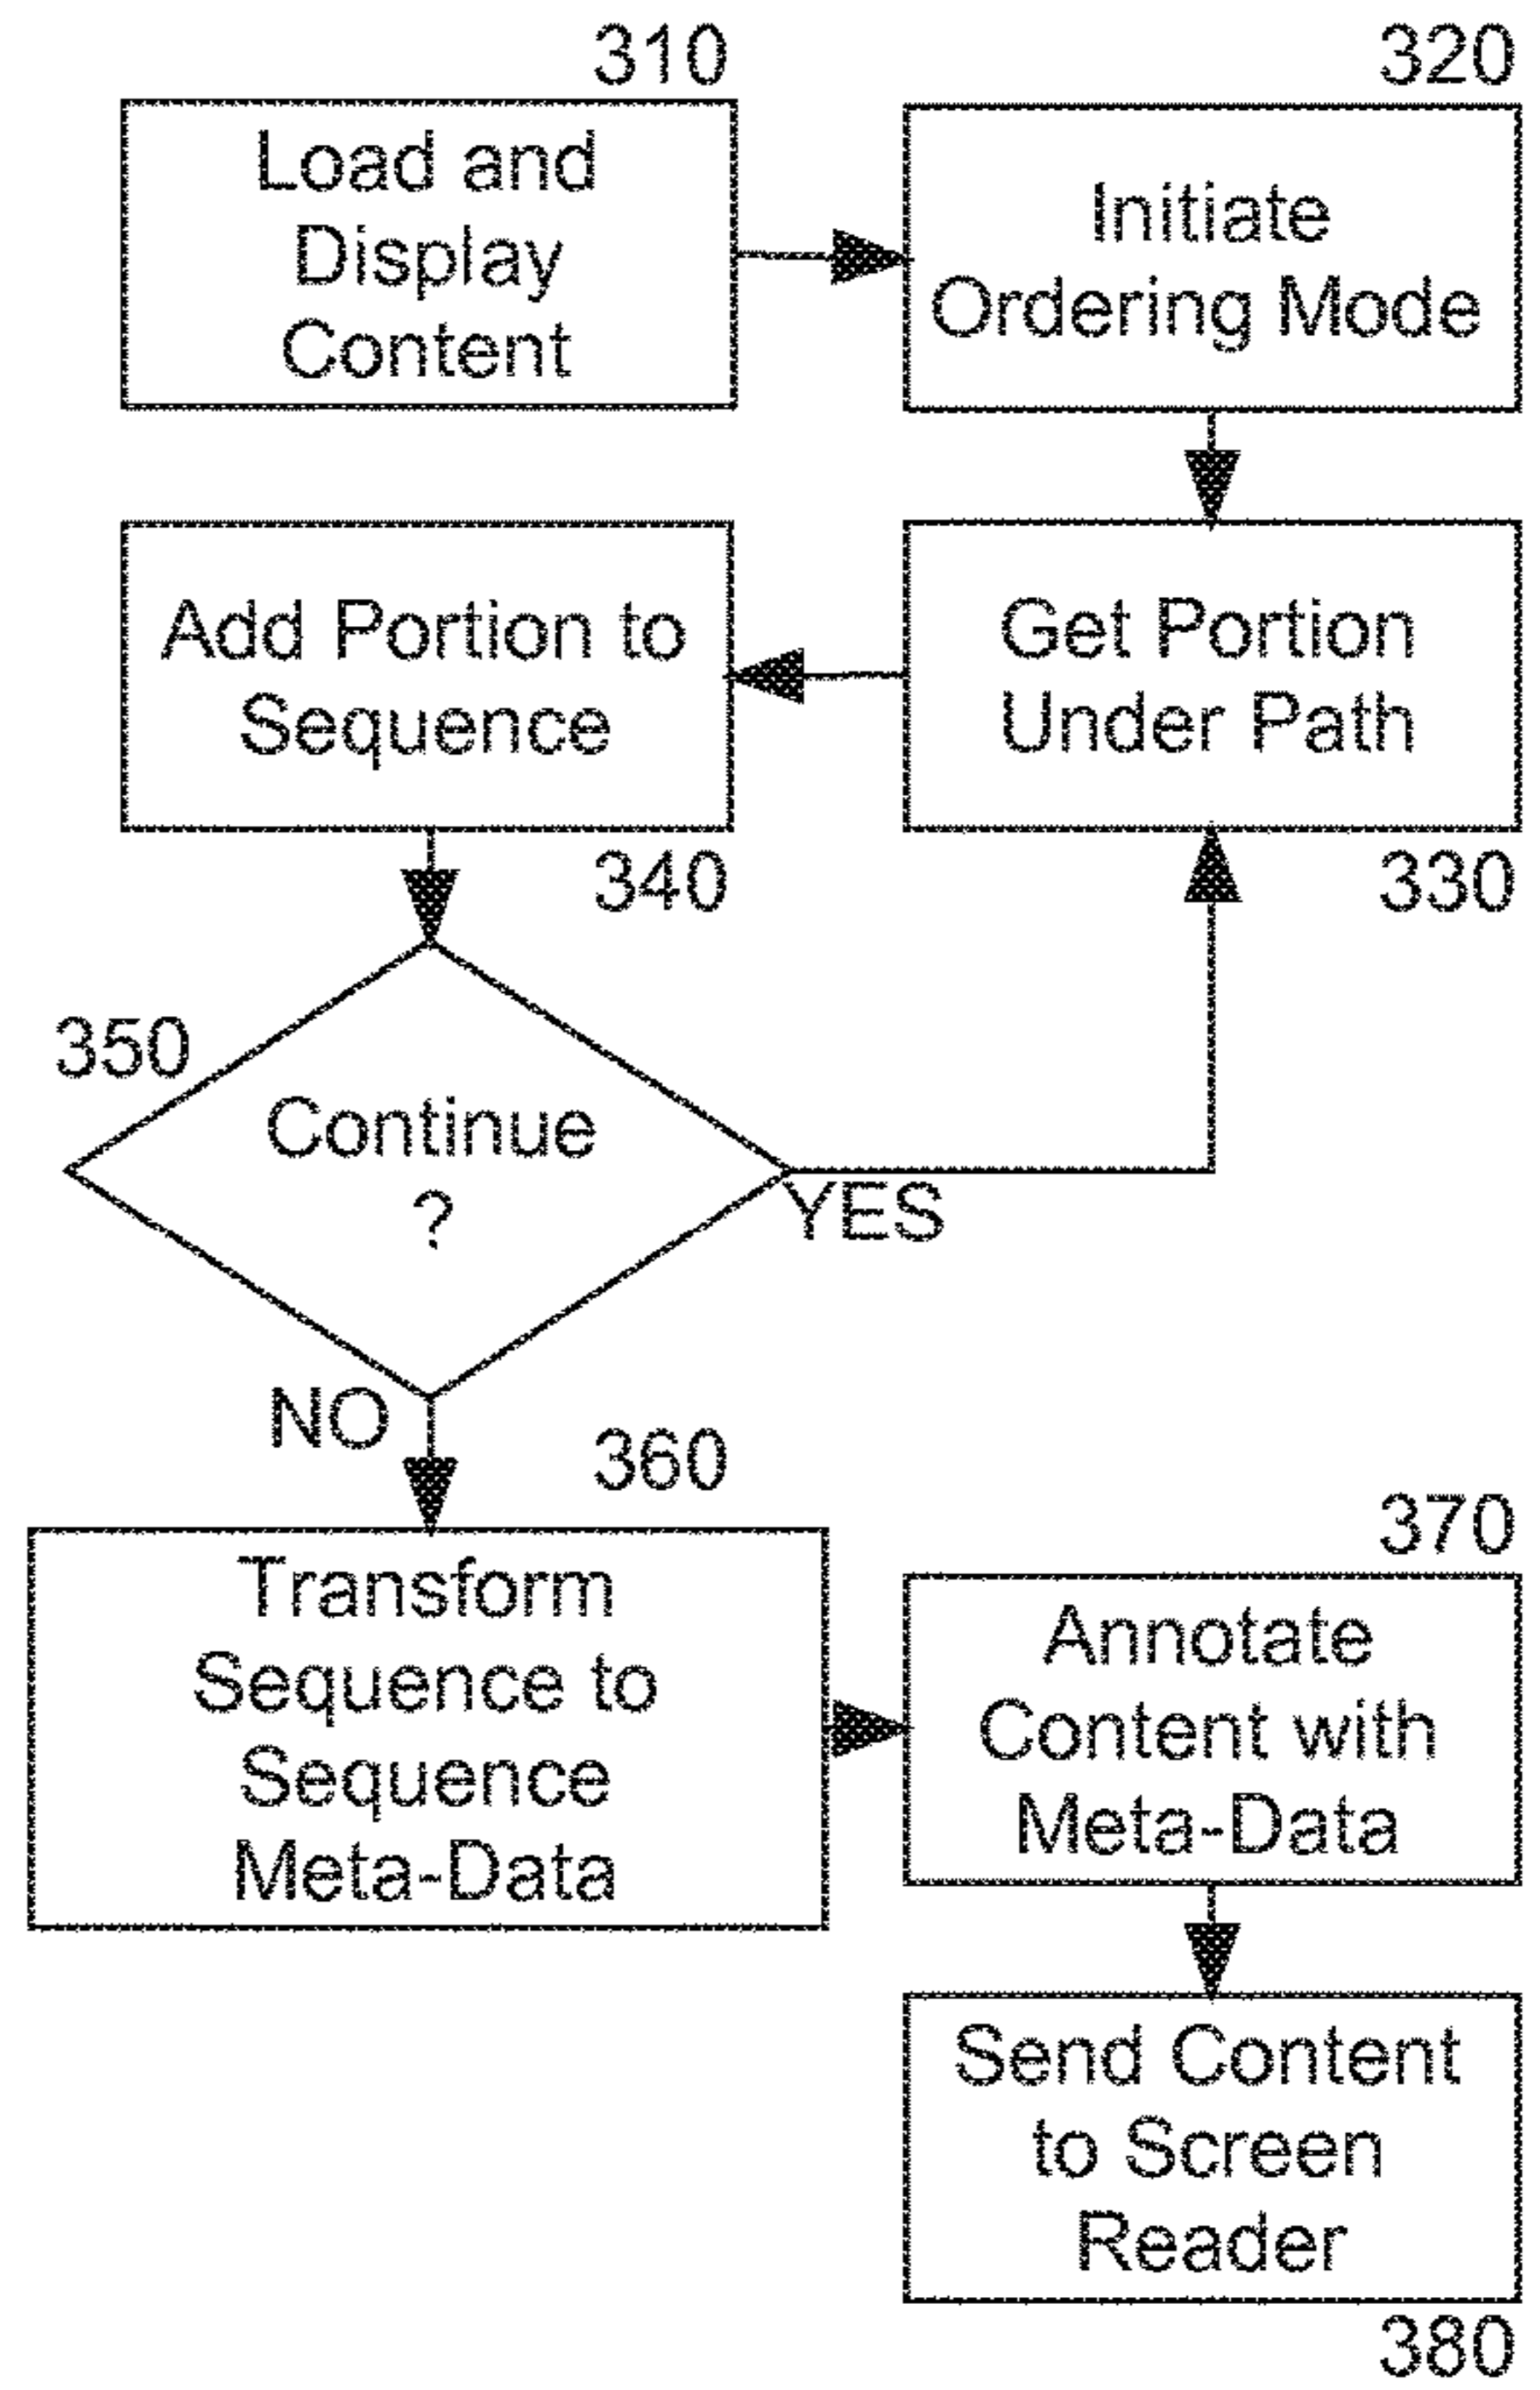 310
Load and
Display
Content
320
Initiate
Ordering Mode
Add Portion to
Sequence
340
Get Portion
Under Path
330
350
Continue
?
YES
NO
360
Transform
Sequence to
Sequence
Meta-Data
370
Annotate
Content with
Meta-Data
Send Content
to Screen
Reader
380